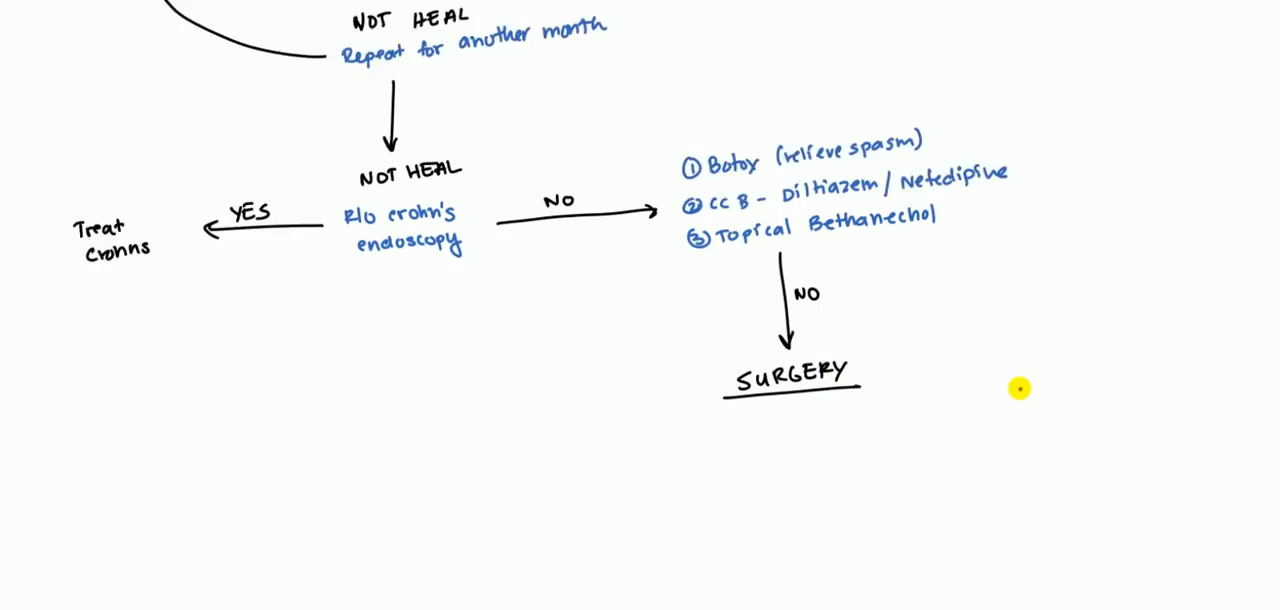 NOT HEAL
Repeat for another month
NOT HEAL
R/o crohn's
endoscopy
YES
Treat
Crohns
NO
① Botox (relieve spasm)
② CCB - Diltiazem / Nefedipine
③ Topical Bethanechol
NO
SURGERY